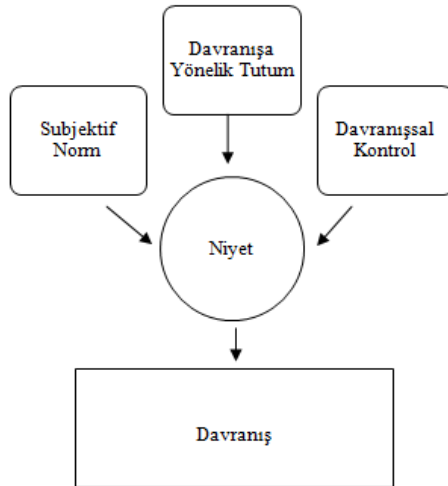 Davranışa
Yönelik Tutum
Subjektif
Norm
Davranışsal
Kontrol
Niyet
Davranış